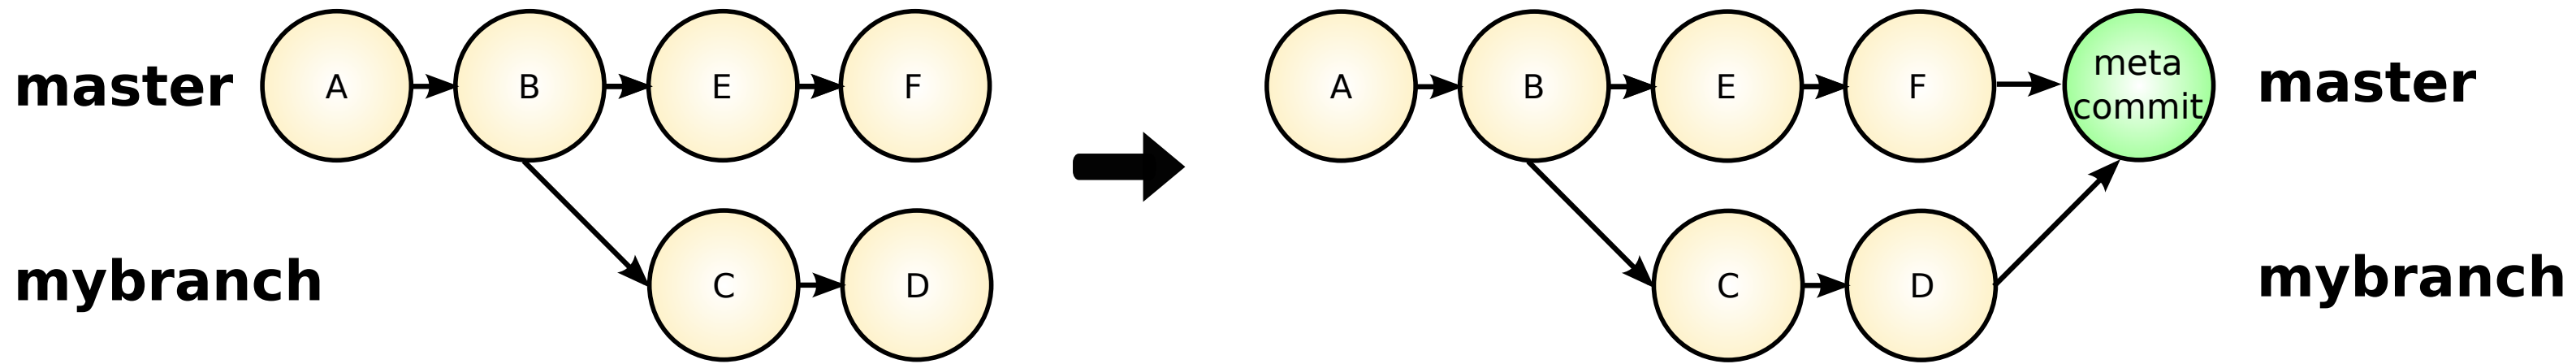 master A B E F
mybranch C D
A B E F meta commit master
C D mybranch